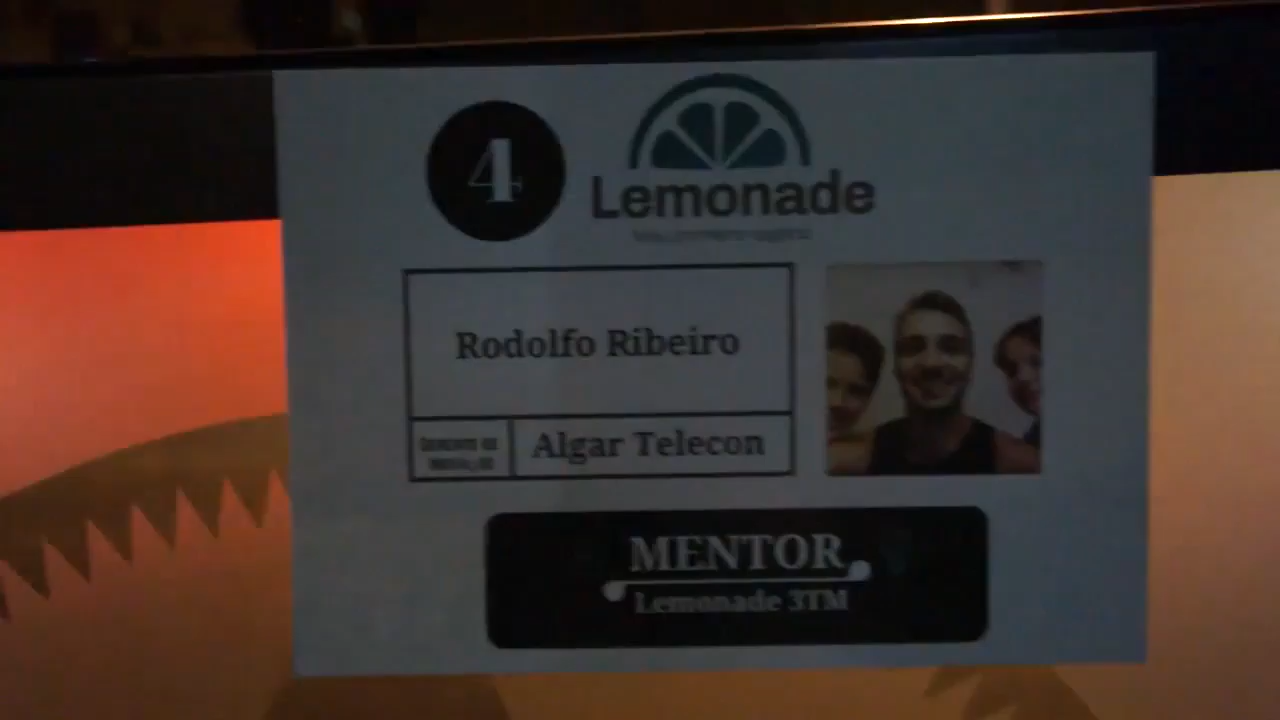 4
Lemonade
Rodolfo Ribeiro
Algar Telecon
MENTOR
Lemonade 3TM